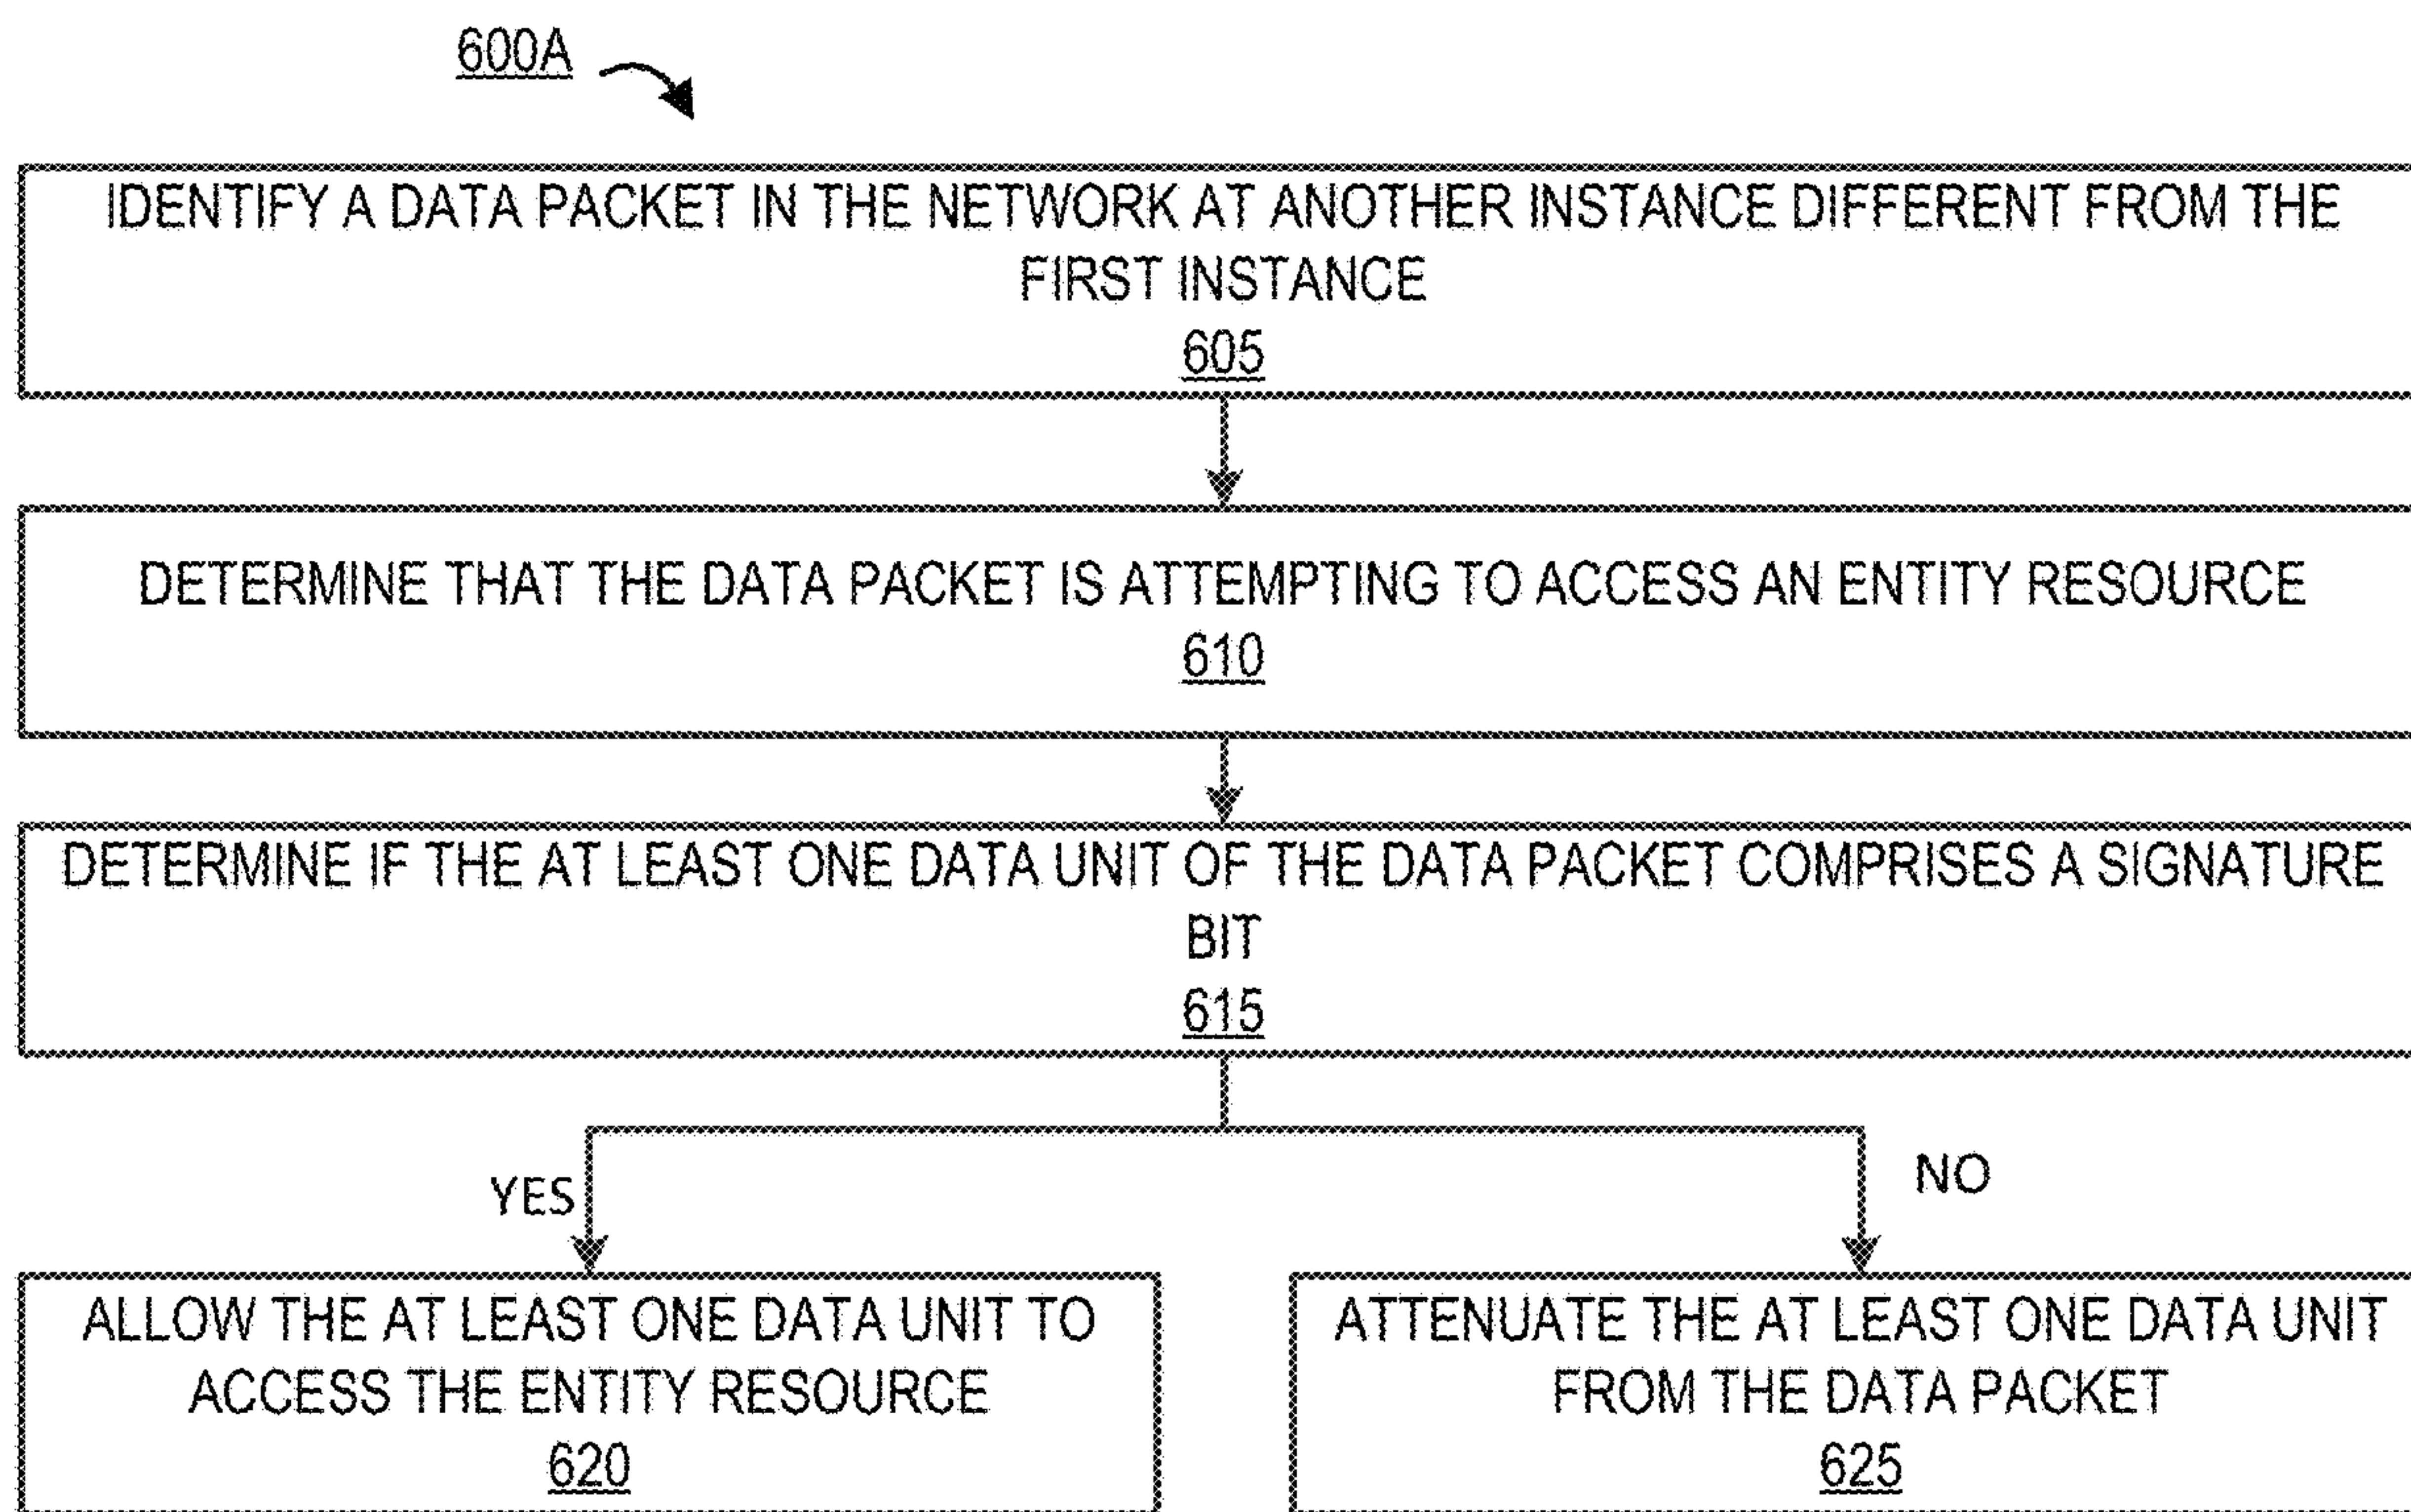 600A
IDENTIFY A DATA PACKET IN THE NETWORK AT ANOTHER INSTANCE DIFFERENT FROM THE
FIRST INSTANCE
605
DETERMINE THAT THE DATA PACKET IS ATTEMPTING TO ACCESS AN ENTITY RESOURCE
610
DETERMINE IF THE AT LEAST ONE DATA UNIT OF THE DATA PACKET COMPRISES A SIGNATURE
BIT
615
YES
NO
ALLOW THE AT LEAST ONE DATA UNIT TO
ACCESS THE ENTITY RESOURCE
620
ATTENUATE THE AT LEAST ONE DATA UNIT
FROM THE DATA PACKET
625